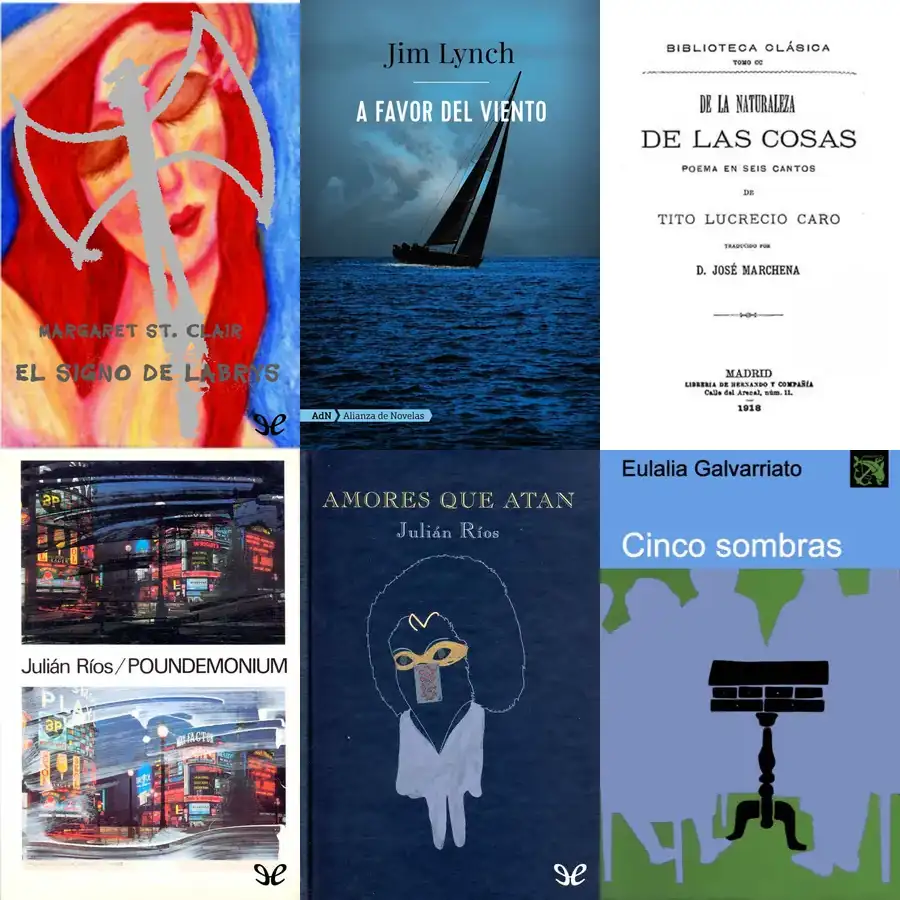 MARGARET ST. CLAIR
EL SIGNO DE LABRYS
Jim Lynch
A FAVOR DEL VIENTO
AdN Alianza de Novelas
BIBLIOTECA CLÁSICA
TOMO CC
DE LA NATURALEZA
DE LAS COSAS
POEMA EN SEIS CANTOS
DE
TITO LUCRECIO CARO
TRADUCIDO POR
D. JOSÉ MARCHENA
MADRID
LIBRERIA DE HERNANDO Y COMPAÑÍA
Calle del Arenal, núm. 11.
1918
Julián Ríos/POUNDEMONIUM
AMORES QUE ATAN
Julián Ríos
Eulalia Galvarriato
Cinco sombras